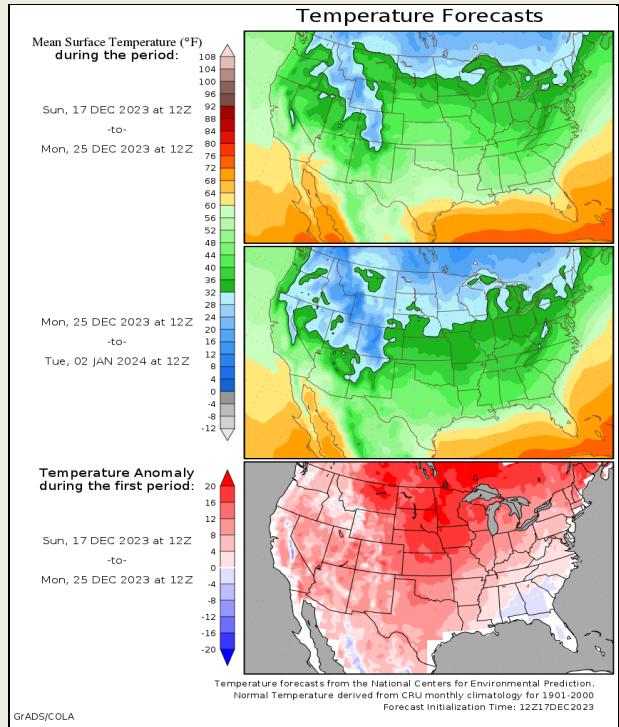 Temperature Forecasts
Mean Surface Temperature (°F)
during the period:
Sun, 17 DEC 2023 at 12Z
-to-
Mon, 25 DEC 2023 at 12Z
108
104
100
96
92
88
84
80
76
72
68
64
60
56
52
48
44
40
36
32
28
24
20
16
12
8
4
0
-4
-8
-12
Mon, 25 DEC 2023 at 12Z
-to-
Tue, 02 JAN 2024 at 12Z
Temperature Anomaly
during the first period:
Sun, 17 DEC 2023 at 12Z
-to-
Mon, 25 DEC 2023 at 12Z
20
16
12
8
4
0
-4
-8
-12
-16
-20
Temperature forecasts from the National Centers for Environmental Prediction.
Normal Temperature derived from CRU monthly climatology for 1901-2000
Forecast Initialization Time: 12Z17DEC2023
GrADS/COLA